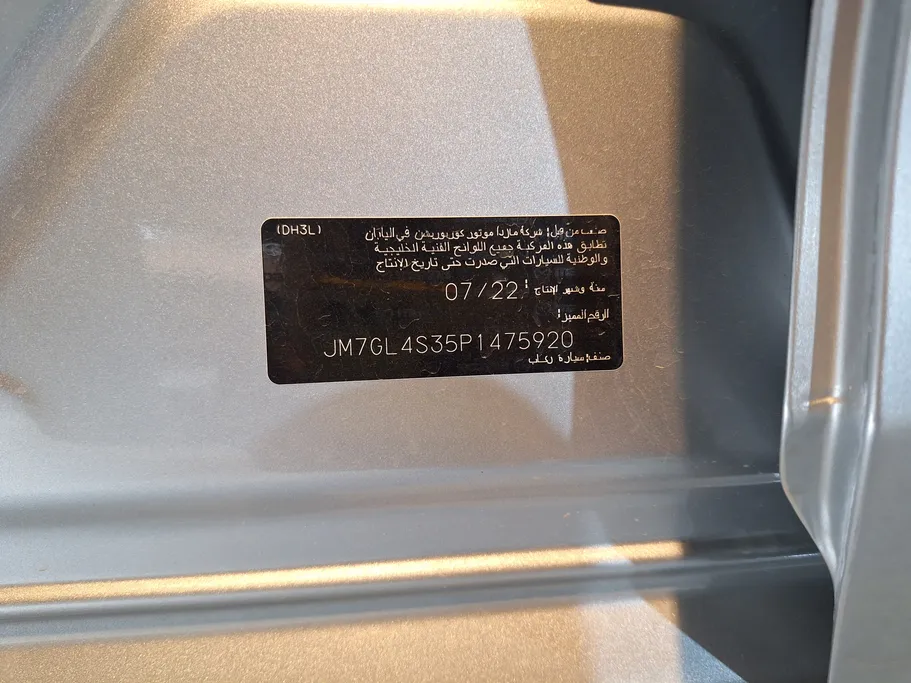 (DH3L)
صنعت من قبل: شركة مازدا موتور كوربوريشن في اليابان
تطابق هذه المركبة جميع اللوائح الفنية الخليجية
والوطنية للسيارات التي صدرت حتى تاريخ الإنتاج
سنة وشهر الإنتاج : 07/22
الرقم المميز:
JM7GL4S35P1475920
صنف: سيارة ركاب